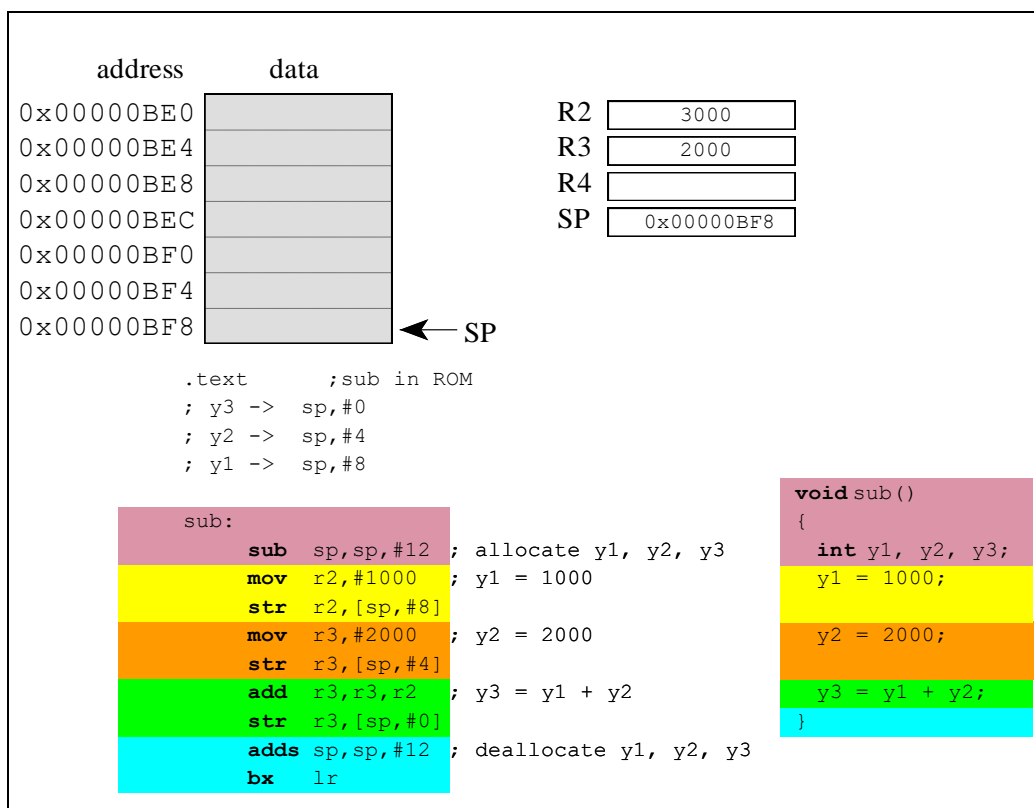 address data
0x00000BE0
0x00000BE4
0x00000BE8
0x00000BEC
0x00000BF0
0x00000BF4
0x00000BF8
SP
R2 3000
R3 2000
R4
SP 0x00000BF8
.text ;sub in ROM
; y3 -> sp,#0
; y2 -> sp,#4
; y1 -> sp,#8
sub:
sub sp,sp,#12 ; allocate y1, y2, y3
mov r2,#1000 ; y1 = 1000
str r2,[sp,#8]
mov r3,#2000 ; y2 = 2000
str r3,[sp,#4]
add r3,r3,r2 ; y3 = y1 + y2
str r3,[sp,#0]
adds sp,sp,#12 ; deallocate y1, y2, y3
bx lr
void sub()
{
int y1, y2, y3;
y1 = 1000;
y2 = 2000;
y3 = y1 + y2;
}